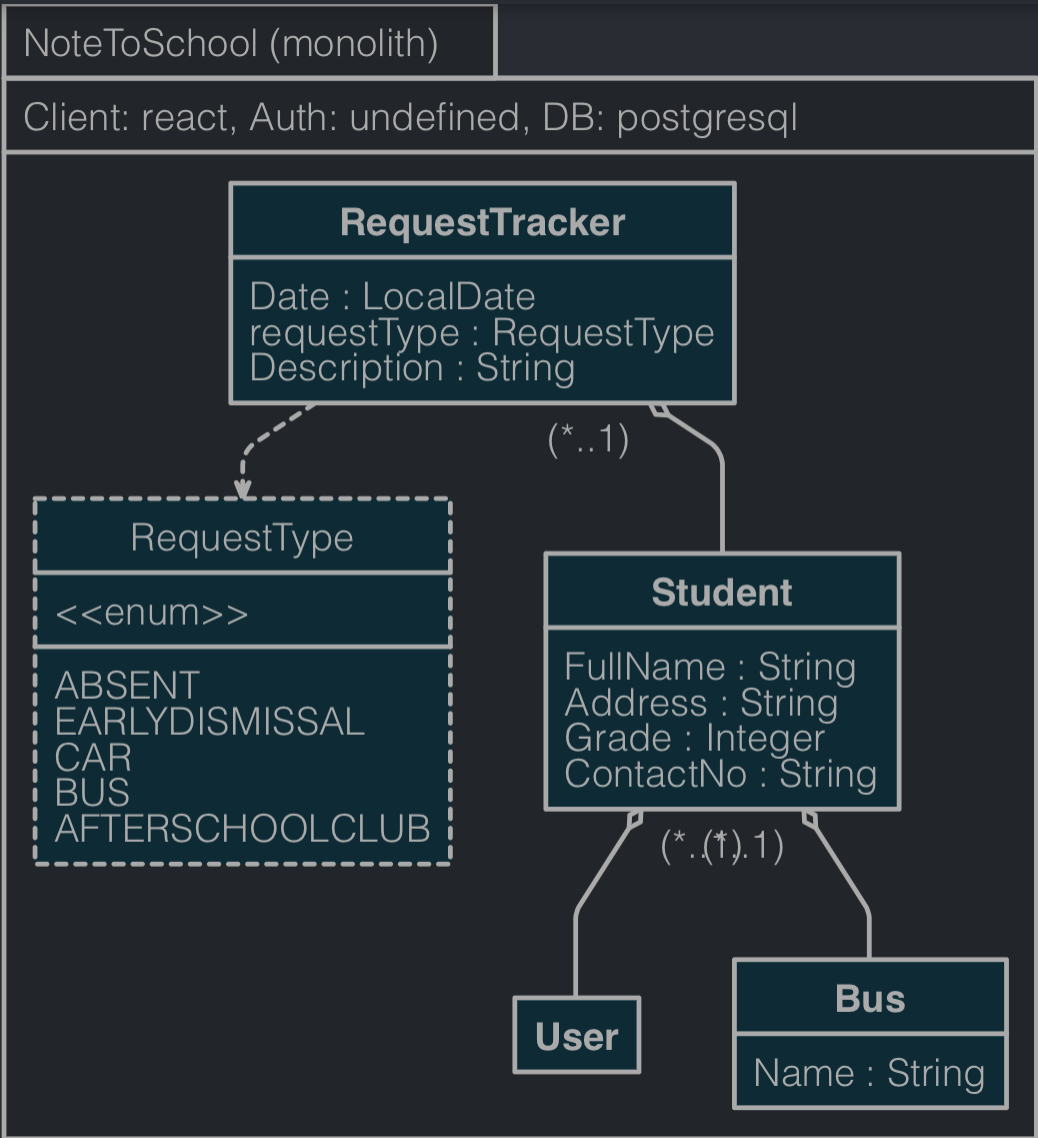 NoteToSchool (monolith)
Client: react, Auth: undefined, DB: postgresql
RequestTracker
Date : LocalDate
requestType : RequestType
Description : String
(*..1)
RequestType
<<enum>>
ABSENT
EARLYDISMISSAL
CAR
BUS
AFTERSCHOOLCLUB
Student
FullName : String
Address : String
Grade : Integer
ContactNo : String
(*..1)
(*..1)
User
Bus
Name : String